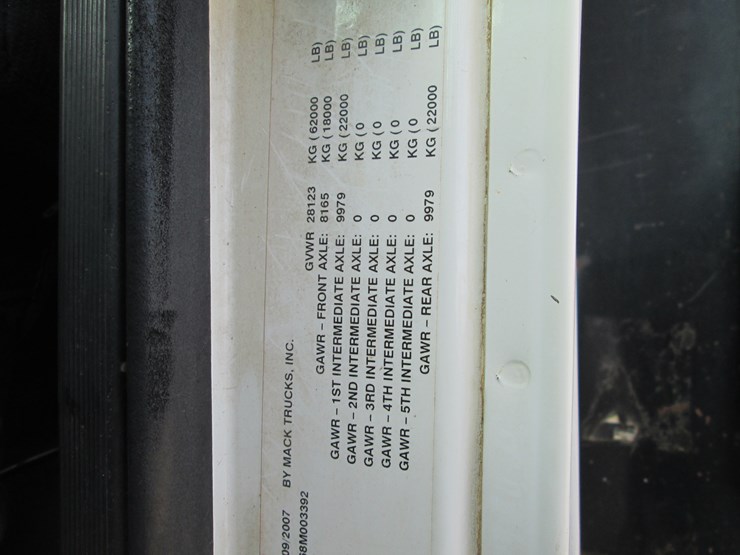 09/2007 BY MACK TRUCKS, INC.
8M003392
GVWR 28123 KG ( 62000 LB)
GAWR – FRONT AXLE: 8165 KG ( 18000 LB)
GAWR – 1ST INTERMEDIATE AXLE: 9979 KG ( 22000 LB)
GAWR – 2ND INTERMEDIATE AXLE: 0 KG ( 0 LB)
GAWR – 3RD INTERMEDIATE AXLE: 0 KG ( 0 LB)
GAWR – 4TH INTERMEDIATE AXLE: 0 KG ( 0 LB)
GAWR – 5TH INTERMEDIATE AXLE: 0 KG ( 0 LB)
GAWR – REAR AXLE: 9979 KG ( 22000 LB)